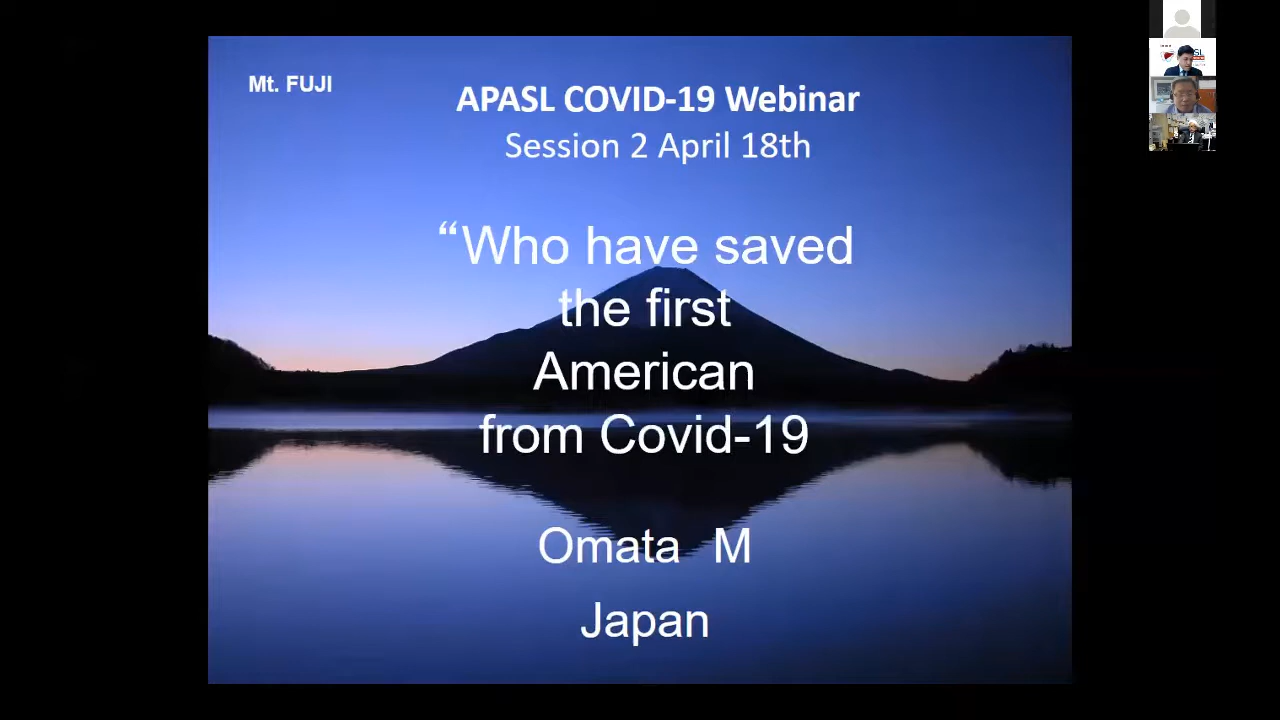 Mt. FUJI
APASL COVID-19 Webinar
Session 2 April 18th
“Who have saved
the first
American
from Covid-19
Omata M
Japan